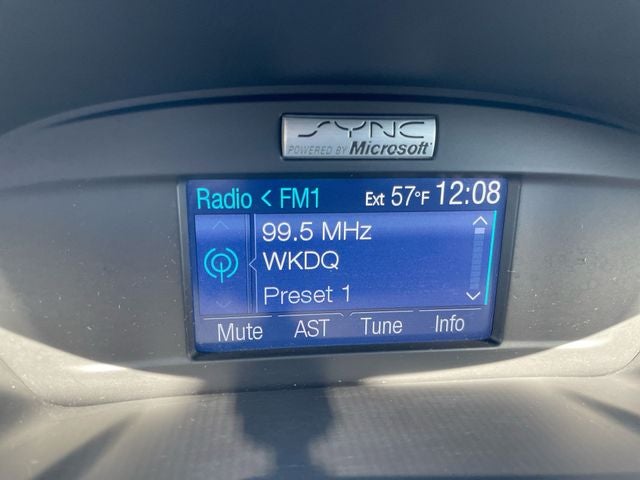 SYNC
POWERED BY Microsoft
Radio < FM1 Ext 57°F 12:08
99.5 MHz
WKDQ
Preset 1
Mute AST Tune Info